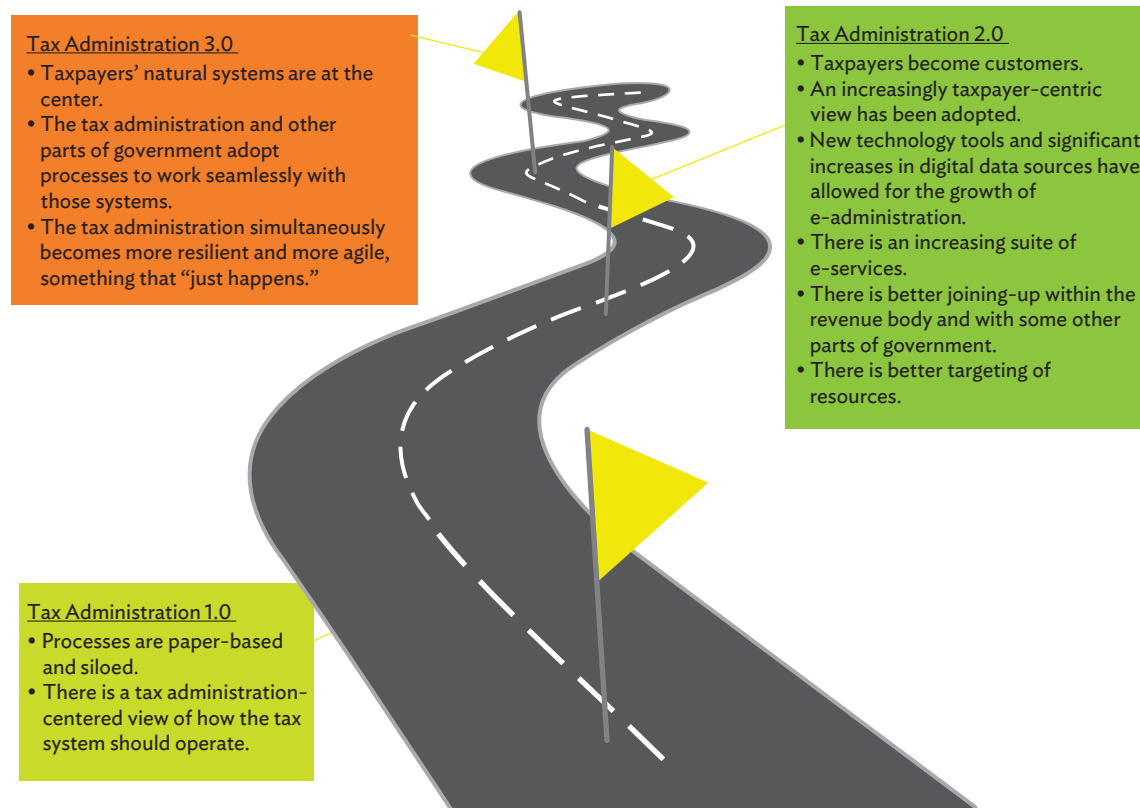 Tax Administration 3.0
• Taxpayers’ natural systems are at the
center.
• The tax administration and other
parts of government adopt
processes to work seamlessly with
those systems.
• The tax administration simultaneously
becomes more resilient and more agile,
something that “just happens.”
Tax Administration 2.0
• Taxpayers become customers.
• An increasingly taxpayer-centric
view has been adopted.
• New technology tools and significant
increases in digital data sources have
allowed for the growth of
e-administration.
• There is an increasing suite of
e-services.
• There is better joining-up within the
revenue body and with some other
parts of government.
• There is better targeting of
resources.
Tax Administration 1.0
• Processes are paper-based
and siloed.
• There is a tax administration-
centered view of how the tax
system should operate.